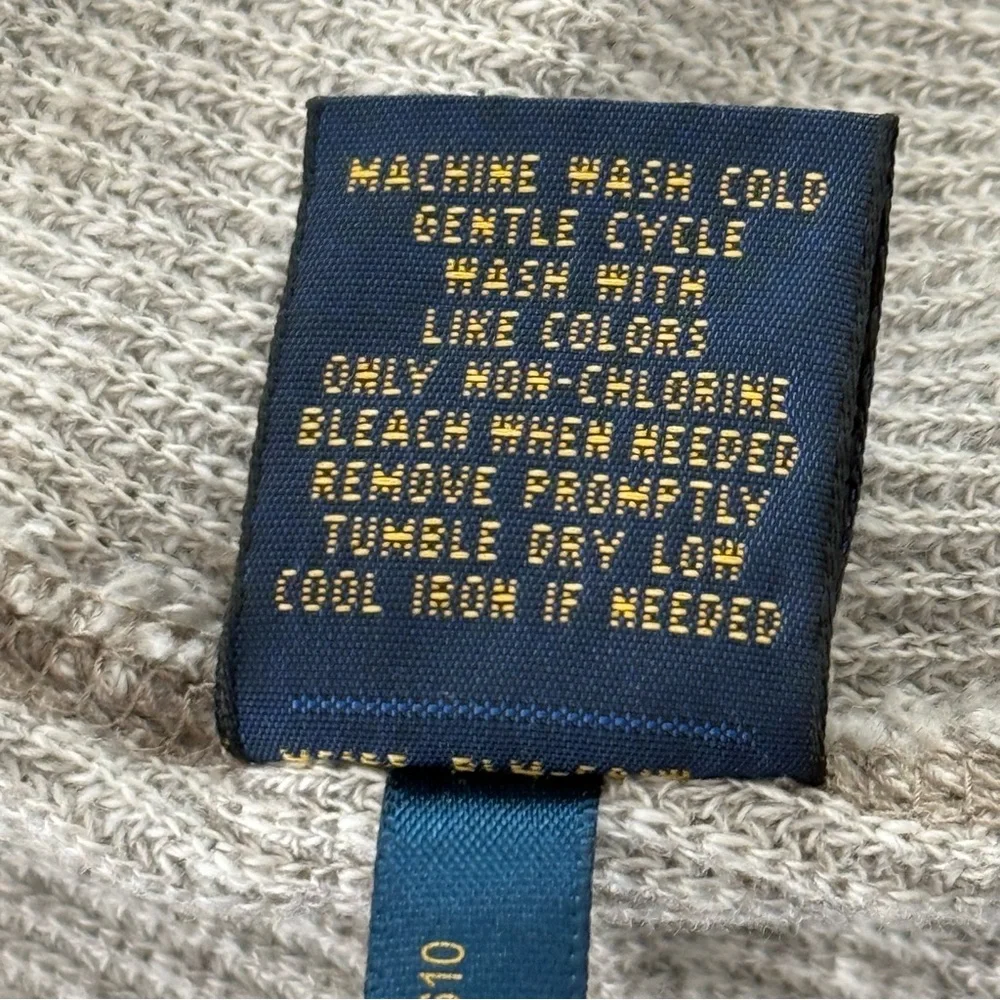 MACHINE WASH COLD
GENTLE CYCLE
WASH WITH
LIKE COLORS
ONLY NON-CHLORINE
BLEACH WHEN NEEDED
REMOVE PROMPTLY
TUMBLE DRY LOW
COOL IRON IF NEEDED
610